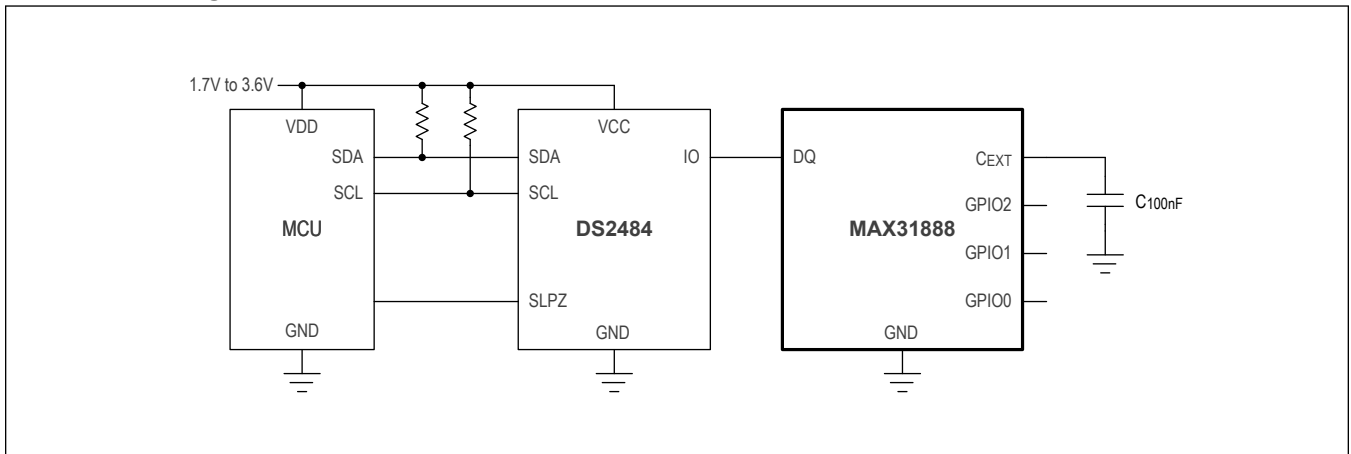 1.7V to 3.6V
VDD
SDA
SCL
MCU
GND
VCC
SDA
IO
SCL
DS2484
SLPZ
GND
DQ
CEXT
GPIO2
MAX31888
GPIO1
GPIO0
GND
C100nF